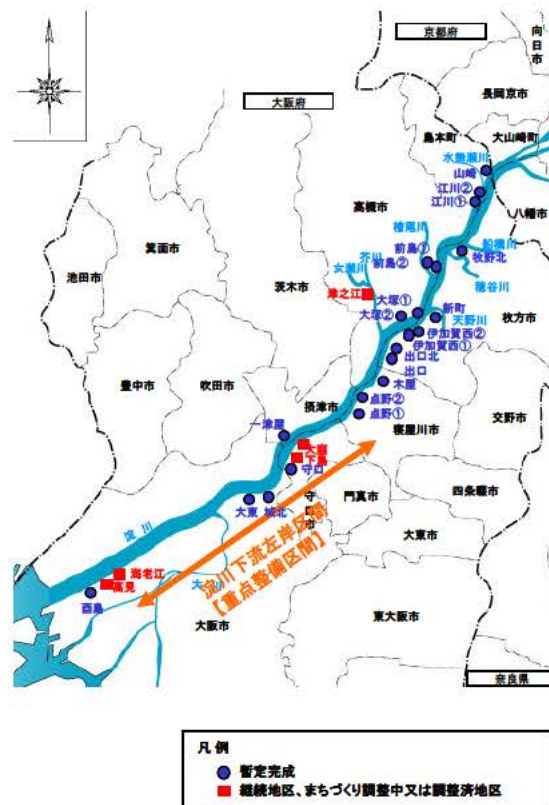 京都府
向日市
長岡京市
大阪府
島本町
大山崎町
水無瀬川
山崎
江川②
江川①
高槻市
八幡市
檜尾川
船橋川
前島①
牧野北
前島②
芥川
女瀬川
穂谷川
箕面市
池田市
茨木市
津之江
大塚①
新町
大塚②
天野川
枚方市
伊加賀西②
伊加賀西①
出口北
出口
豊中市
吹田市
木屋
摂津市
点野②
点野①
交野市
一津屋
寝屋川市
大庭
下島
守口
門真市
四条畷市
守口市
大東
城北
淀川
大東市
淀川下流左岸区間
【重点整備区間】
海老江
高見
酉島
大阪市
東大阪市
奈良県
凡例
暫定完成
継続地区、まちづくり調整中又は調整済地区